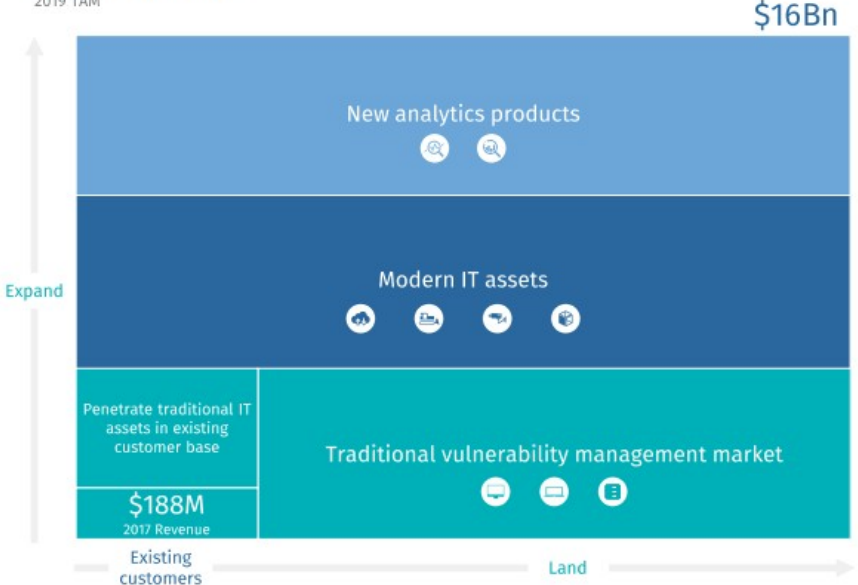 2019 TAM
$16Bn
New analytics products
Modern IT assets
Expand
Penetrate traditional IT
assets in existing
customer base
Traditional vulnerability management market
$188M
2017 Revenue
Existing
customers
Land